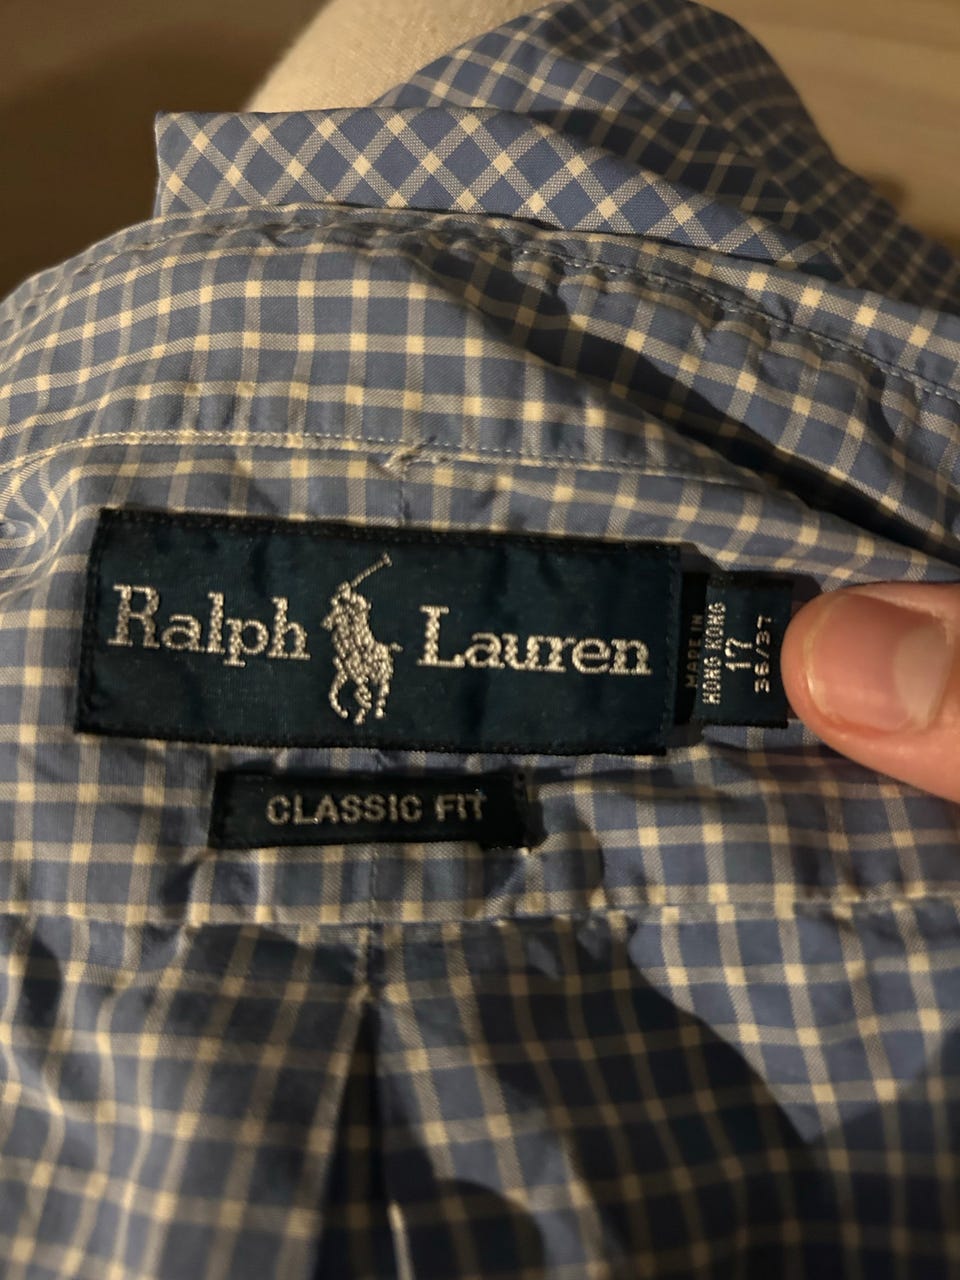 Ralph Lauren
MADE IN
HONG KONG
17
36/37
CLASSIC FIT